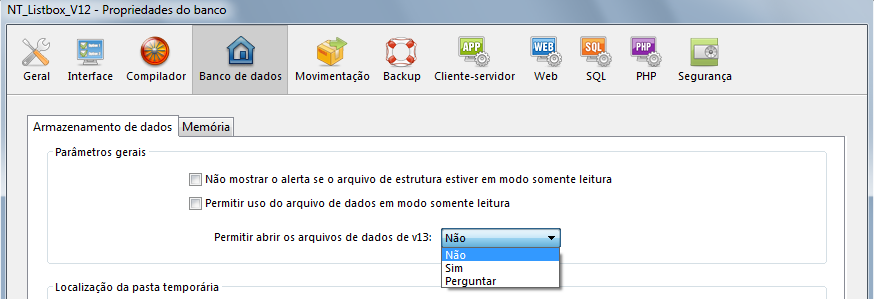 NT_Listbox_V12 - Propriedades do banco
Geral Interface Compilador Banco de dados Movimentação Backup Cliente-servidor Web SQL PHP Segurança
APP WEB SQL PHP
Armazenamento de dados Memória
Parâmetros gerais
Não mostrar o alerta se o arquivo de estrutura estiver em modo somente leitura
Permitir uso do arquivo de dados em modo somente leitura
Permitir abrir os arquivos de dados de v13: Não
Não
Sim
Perguntar
Localização da pasta temporária